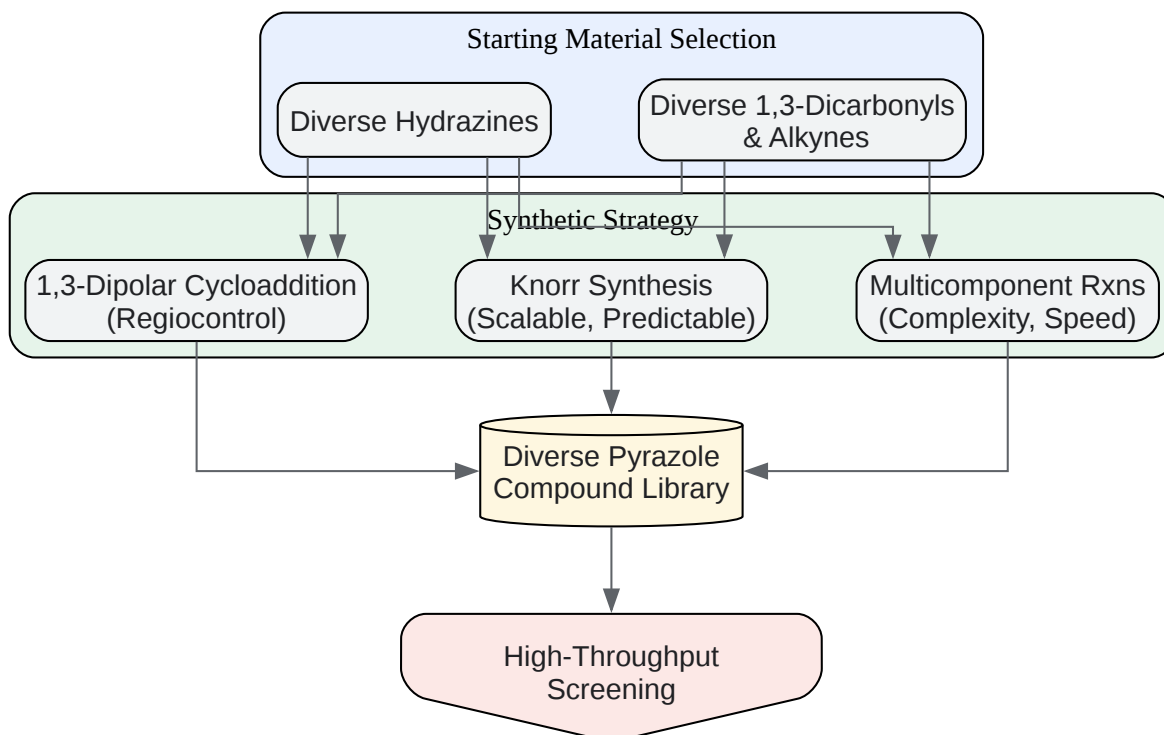 Starting Material Selection
Diverse Hydrazines
Diverse 1,3-Dicarbonyls
& Alkynes
Synthetic Strategy
1,3-Dipolar Cycloaddition
(Regiocontrol)
Knorr Synthesis
(Scalable, Predictable)
Multicomponent Rxns
(Complexity, Speed)
Diverse Pyrazole
Compound Library
High-Throughput
Screening